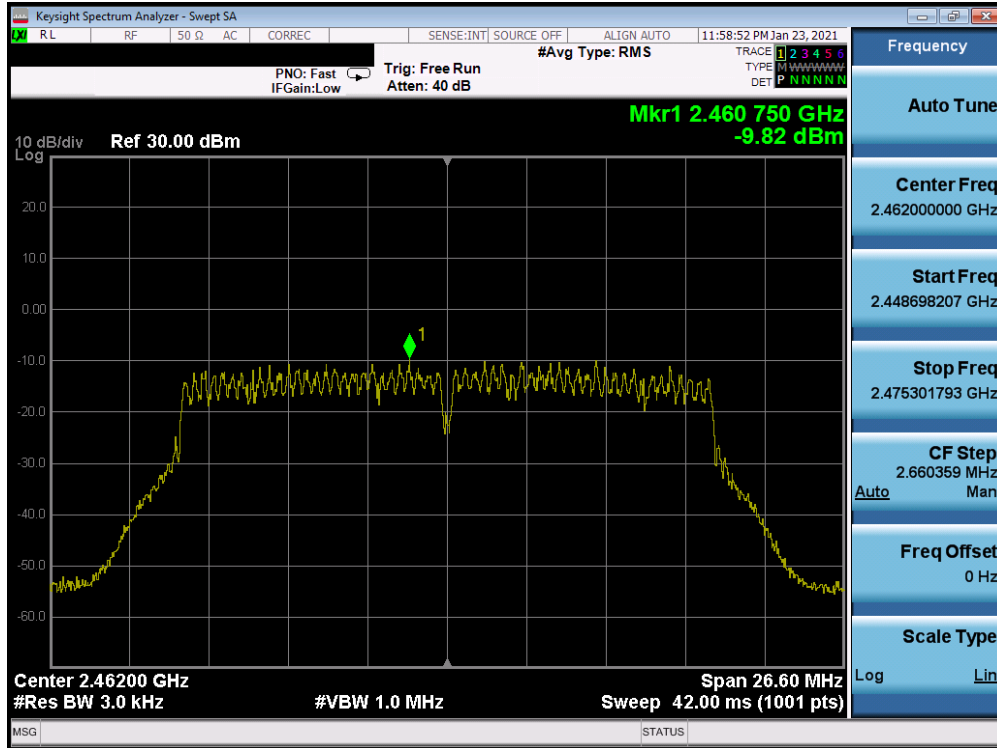 Keysight Spectrum Analyzer - Swept SA
LXI RL RF 50 Ω AC CORREC SENSE:INT SOURCE OFF ALIGN AUTO 11:58:52 PM Jan 23, 2021
#Avg Type: RMS
TRACE 1 2 3 4 5 6
PNO: Fast Trig: Free Run TYPE M WWWWW
IFGain:Low Atten: 40 dB DET P N N N N N
Mkr1 2.460 750 GHz
-9.82 dBm
10 dB/div Ref 30.00 dBm
Log
20.0
10.0
0.00
1
-10.0
-20.0
-30.0
-40.0
-50.0
-60.0
Center 2.46200 GHz Span 26.60 MHz
#Res BW 3.0 kHz #VBW 1.0 MHz Sweep 42.00 ms (1001 pts)
MSG STATUS
Frequency
Auto Tune
Center Freq
2.462000000 GHz
Start Freq
2.448698207 GHz
Stop Freq
2.475301793 GHz
CF Step
2.660359 MHz
Auto Man
Freq Offset
0 Hz
Scale Type
Log Lin